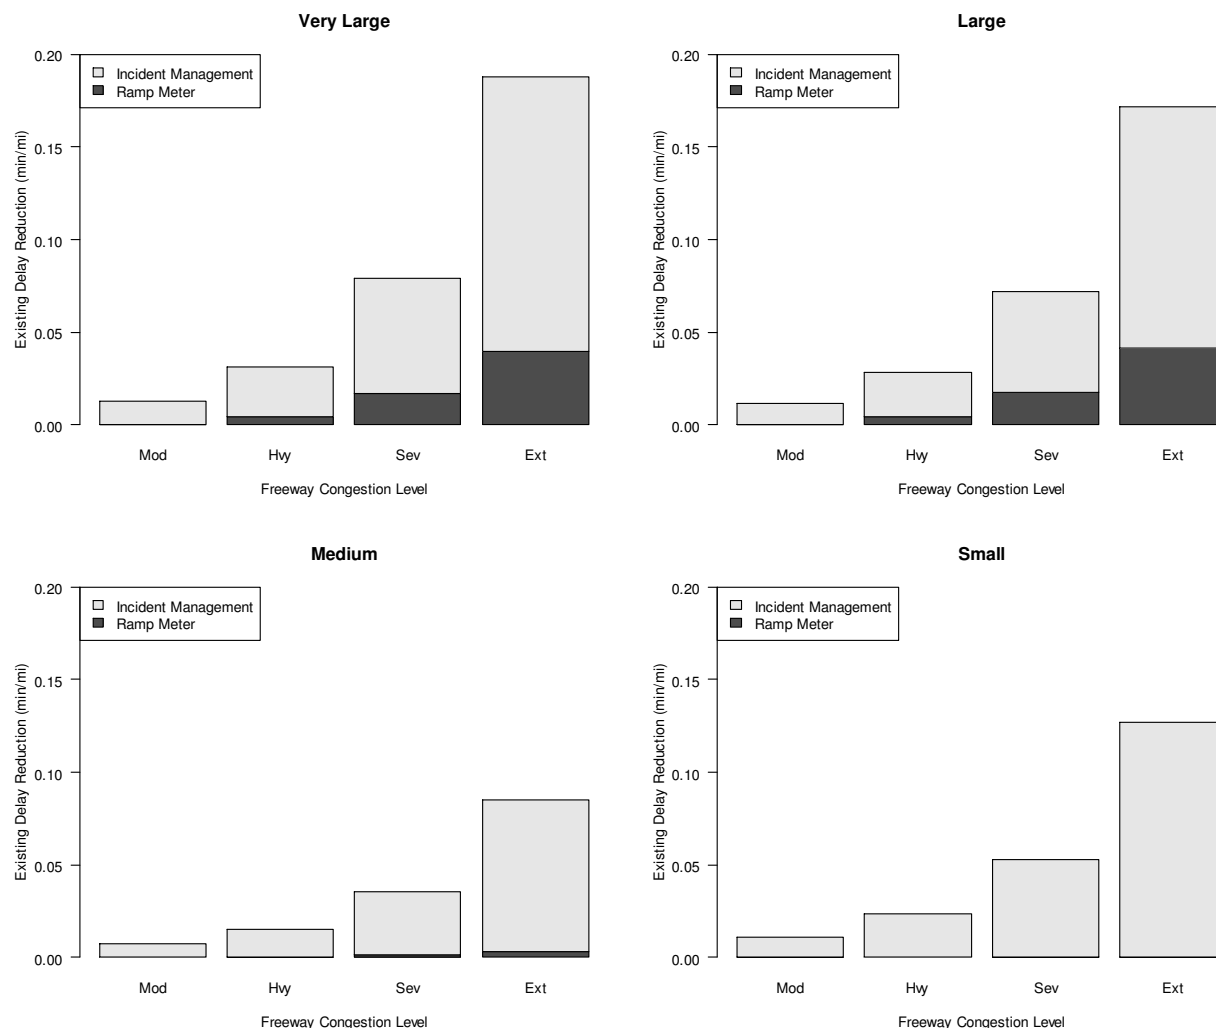 Very Large
Incident Management
Ramp Meter
Existing Delay Reduction (min/mi)
0.20
0.15
0.10
0.05
0.00
Mod Hvy Sev Ext
Freeway Congestion Level
Large
Incident Management
Ramp Meter
Existing Delay Reduction (min/mi)
0.20
0.15
0.10
0.05
0.00
Mod Hvy Sev Ext
Freeway Congestion Level
Medium
Incident Management
Ramp Meter
Existing Delay Reduction (min/mi)
0.20
0.15
0.10
0.05
0.00
Mod Hvy Sev Ext
Freeway Congestion Level
Small
Incident Management
Ramp Meter
Existing Delay Reduction (min/mi)
0.20
0.15
0.10
0.05
0.00
Mod Hvy Sev Ext
Freeway Congestion Level